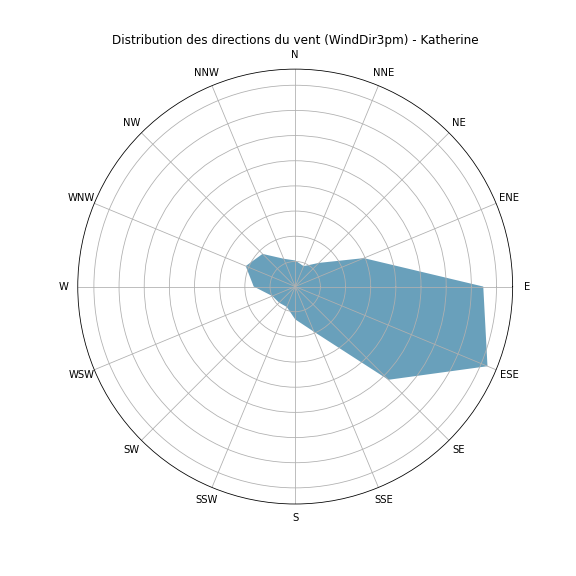 Distribution des directions du vent (WindDir3pm) - Katherine
N
NNW
NNE
NW
NE
WNW
ENE
W
E
WSW
ESE
SW
SE
SSW
SSE
S